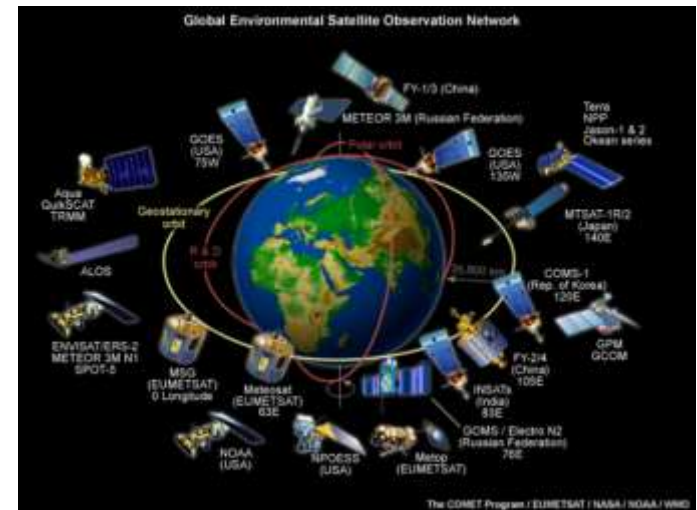 Global Environmental Satellite Observation Network
FY-1/3 (China)
METEOR 3M (Russian Federation)
GOES
(USA)
75W
Polar orbit
GOES
(USA)
135W
Terra
NPP
Jason-1 & 2
Okean series
Aqua
QuikSCAT
TRMM
Geostationary
orbit
MTSAT-1R/2
(Japan)
140E
R & D
orbits
ALOS
35,800 km
COMS-1
(Rep. of Korea)
120E
ENVISAT/ERS-2
METEOR 3M N1
SPOT-5
GPM
GCOM
MSG
(EUMETSAT)
0 Longitude
Meteosat
(EUMETSAT)
63E
FY-2/4
(China)
105E
INSATs
(India)
83E
GOMS / Electro N2
(Russian Federation)
76E
NOAA
(USA)
NPOESS
(USA)
Metop
(EUMETSAT)
The COMET Program / EUMETSAT / NASA / NOAA / WMO